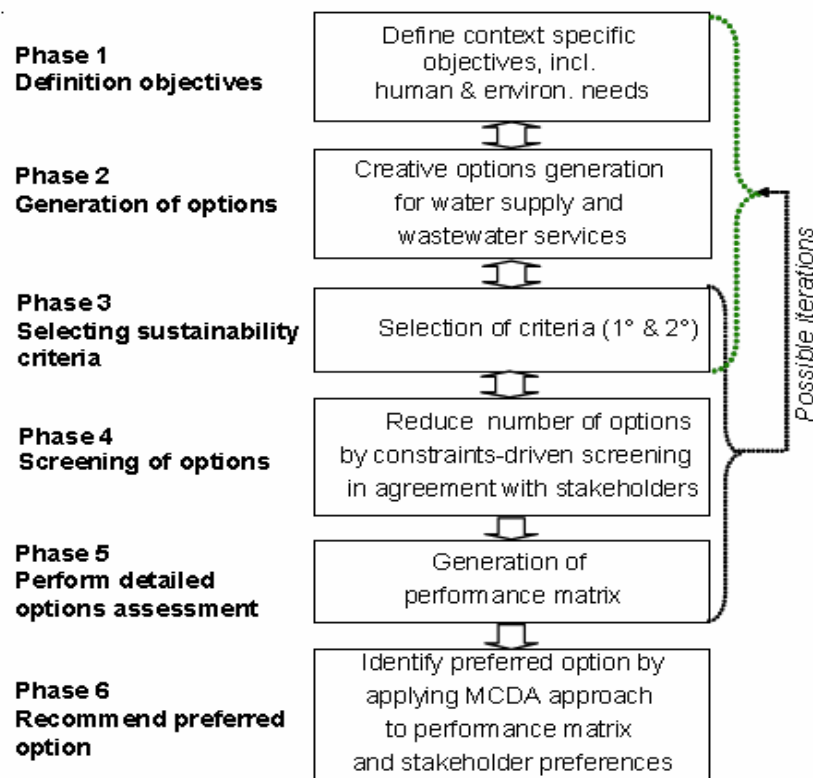 Phase 1
Definition objectives
Define context specific
objectives, incl.
human & environ. needs
Phase 2
Generation of options
Creative options generation
for water supply and
wastewater services
Phase 3
Selecting sustainability
criteria
Selection of criteria (1° & 2°)
Phase 4
Screening of options
Reduce number of options
by constraints-driven screening
in agreement with stakeholders
Phase 5
Perform detailed
options assessment
Generation of
performance matrix
Phase 6
Recommend preferred
option
Identify preferred option by
applying MCDA approach
to performance matrix
and stakeholder preferences
Possible iterations